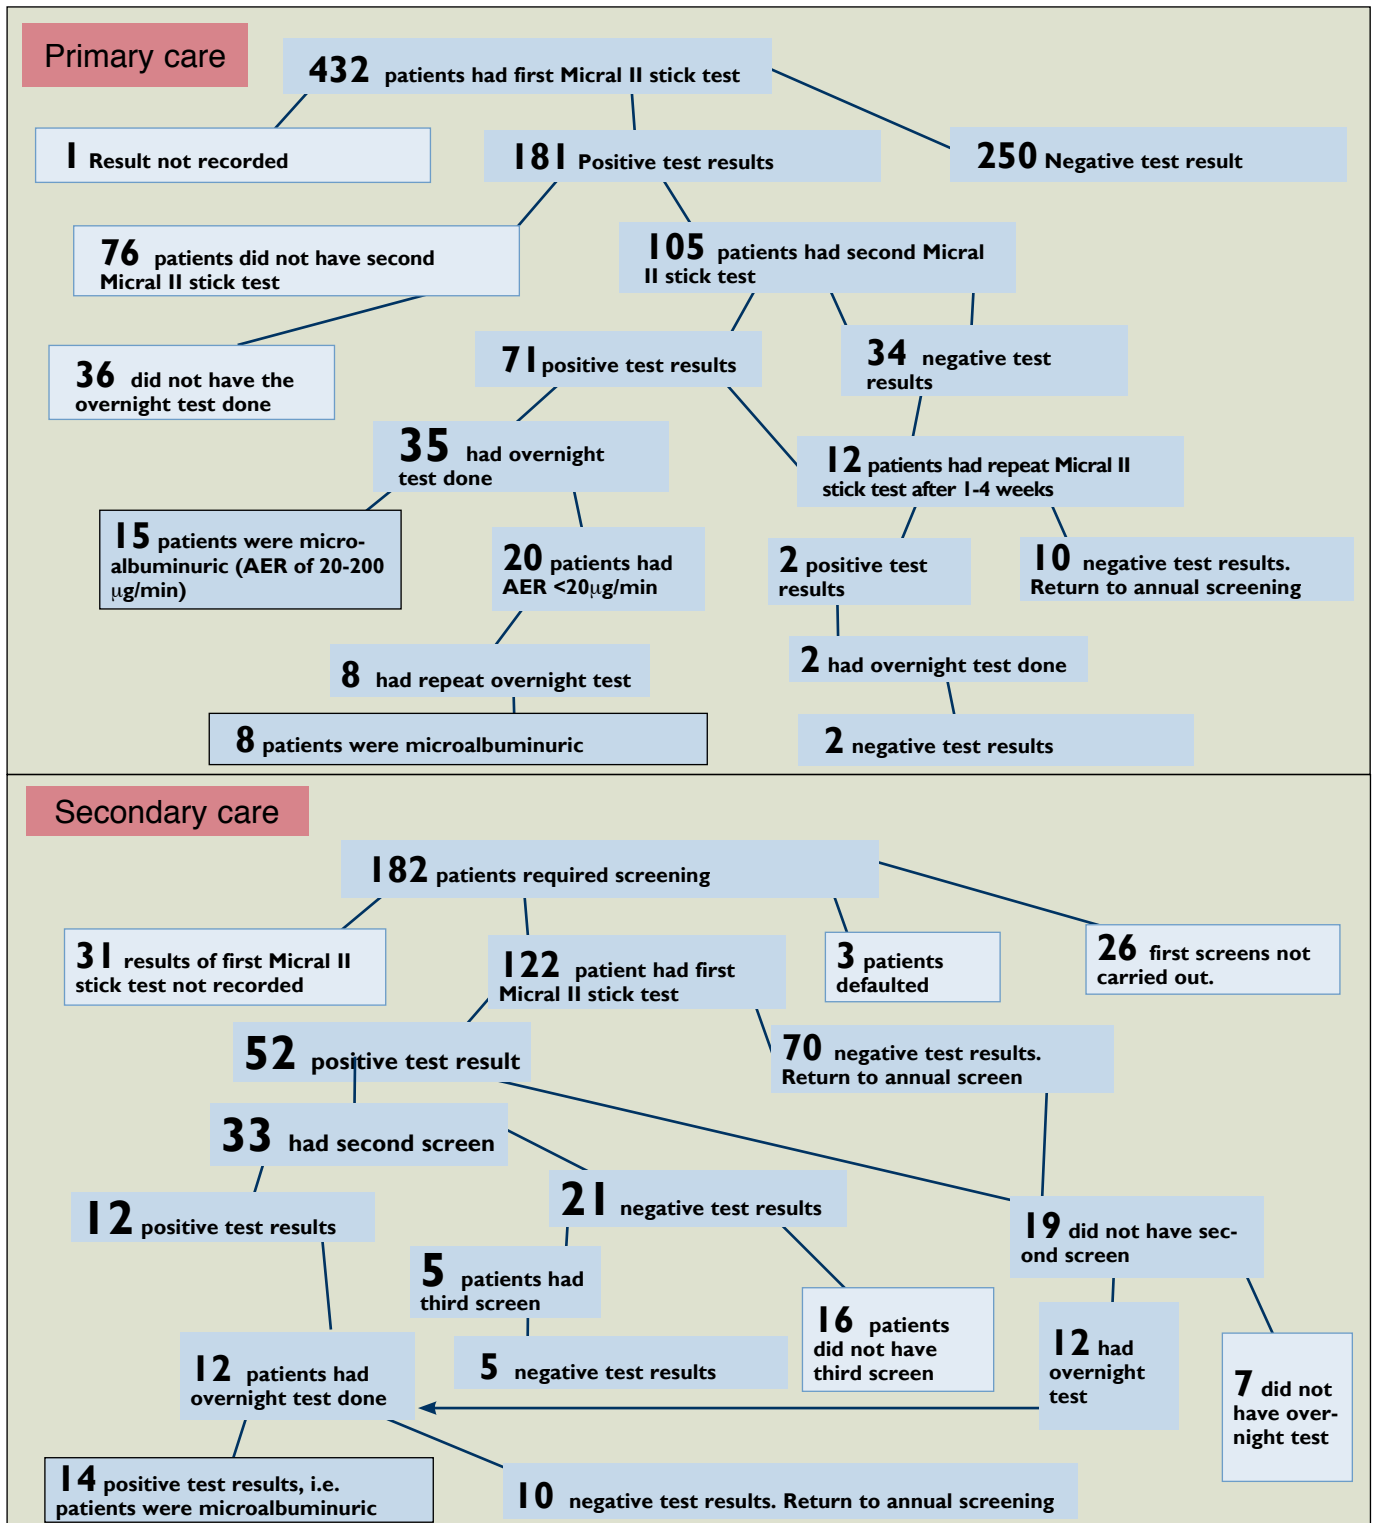 Primary care
432 patients had first Micral II stick test
1 Result not recorded
181 Positive test results
250 Negative test result
76 patients did not have second
Micral II stick test
105 patients had second Micral
II stick test
36 did not have the
overnight test done
71 positive test results
34 negative test
results
35 had overnight
test done
12 patients had repeat Micral II
stick test after 1-4 weeks
15 patients were micro-
albuminuric (AER of 20-200
μg/min)
20 patients had
AER <20μg/min
2 positive test
results
10 negative test results.
Return to annual screening
8 had repeat overnight test
2 had overnight test done
8 patients were microalbuminuric
2 negative test results
Secondary care
182 patients required screening
31 results of first Micral II
stick test not recorded
122 patient had first
Micral II stick test
3 patients
defaulted
26 first screens not
carried out.
52 positive test result
70 negative test results.
Return to annual screen
33 had second screen
12 positive test results
21 negative test results
19 did not have sec-
ond screen
5 patients had
third screen
16 patients
did not have
third screen
12 had
overnight
test
7 did not
have over-
night test
5 negative test results
12 patients had
overnight test done
14 positive test results, i.e.
patients were microalbuminuric
10 negative test results. Return to annual screening